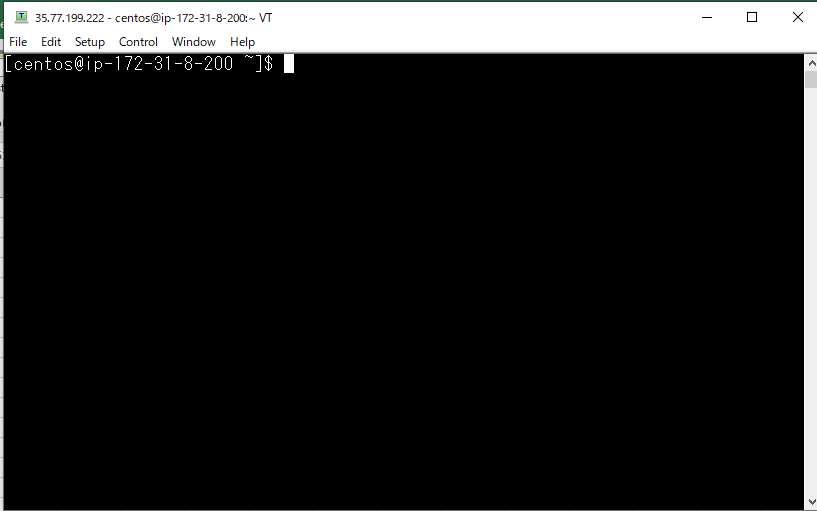 35.77.199.222 - centos@ip-172-31-8-200:~ VT
File Edit Setup Control Window Help
[centos@ip-172-31-8-200 ~]$